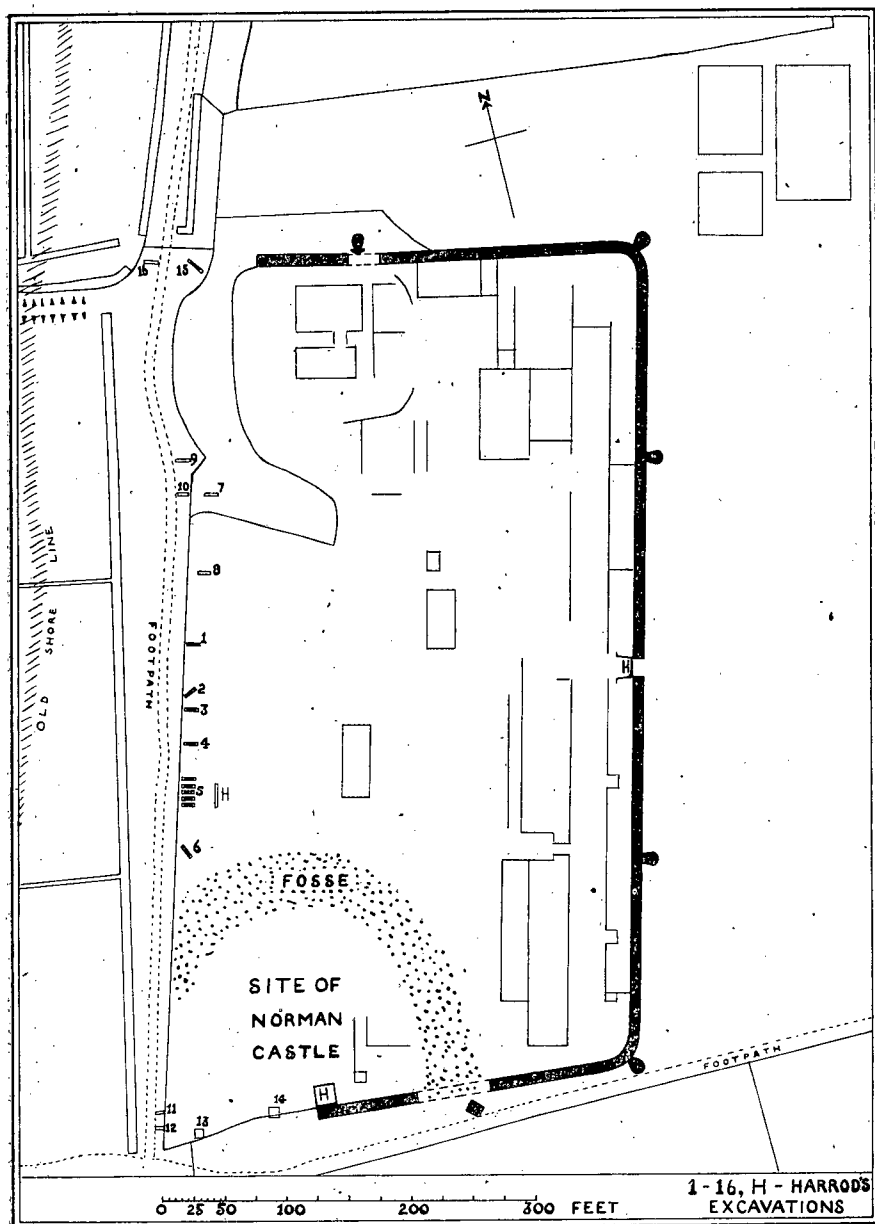 N
16
15
9
10
7
8
OLD SHORE LINE
FOOTPATH
1
2
3
4
5
H
6
H
FOSSE
SITE OF
NORMAN
CASTLE
H
14
11
12
13
FOOTPATH
0 25 50 100 200 300 FEET
1-16, H - HARROD'S
EXCAVATIONS